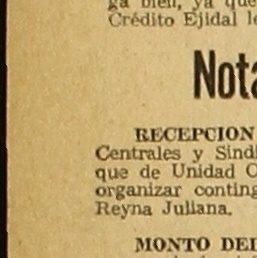 ga bien, ya que
Crédito Ejidal le
Nota
RECEPCION
Centrales y Sindi
que de Unidad O
organizar conting
Reyna Juliana.
MONTO DEL